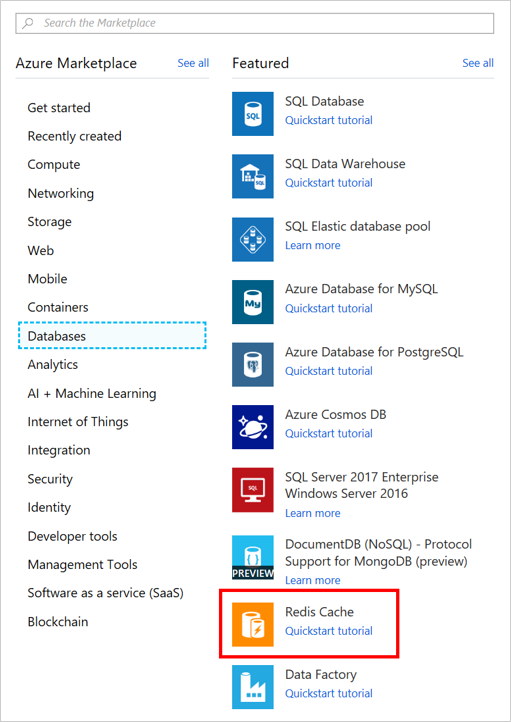 Search the Marketplace
Azure Marketplace
See all
Get started
Recently created
Compute
Networking
Storage
Web
Mobile
Containers
Databases
Analytics
AI + Machine Learning
Internet of Things
Integration
Security
Identity
Developer tools
Management Tools
Software as a service (SaaS)
Blockchain
Featured
See all
SQL
SQL Database
Quickstart tutorial
SQL
SQL Data Warehouse
Quickstart tutorial
SQL Elastic database pool
Learn more
My
Azure Database for MySQL
Quickstart tutorial
Azure Database for PostgreSQL
Quickstart tutorial
Azure Cosmos DB
Quickstart tutorial
SQL
SQL Server 2017 Enterprise
Windows Server 2016
Learn more
PREVIEW
DocumentDB (NoSQL) - Protocol
Support for MongoDB (preview)
Learn more
Redis Cache
Quickstart tutorial
Data Factory
Quickstart tutorial